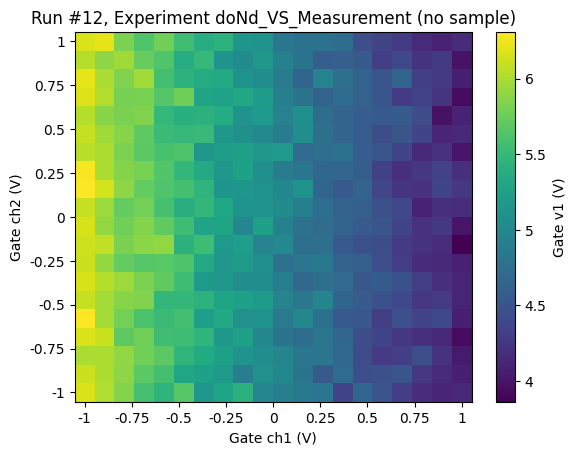 Run #12, Experiment doNd_VS_Measurement (no sample)
1
0.75
0.5
0.25
0
-0.25
-0.5
-0.75
-1
Gate ch2 (V)
-1 -0.75 -0.5 -0.25 0 0.25 0.5 0.75 1
Gate ch1 (V)
6
5.5
5
4.5
4
Gate v1 (V)